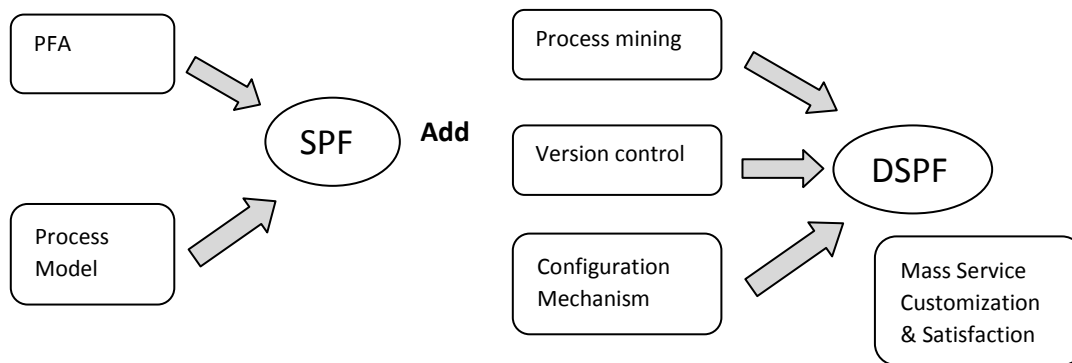 PFA
Process
Model
SPF
Add
Process mining
Version control
Configuration
Mechanism
DSPF
Mass Service
Customization
& Satisfaction